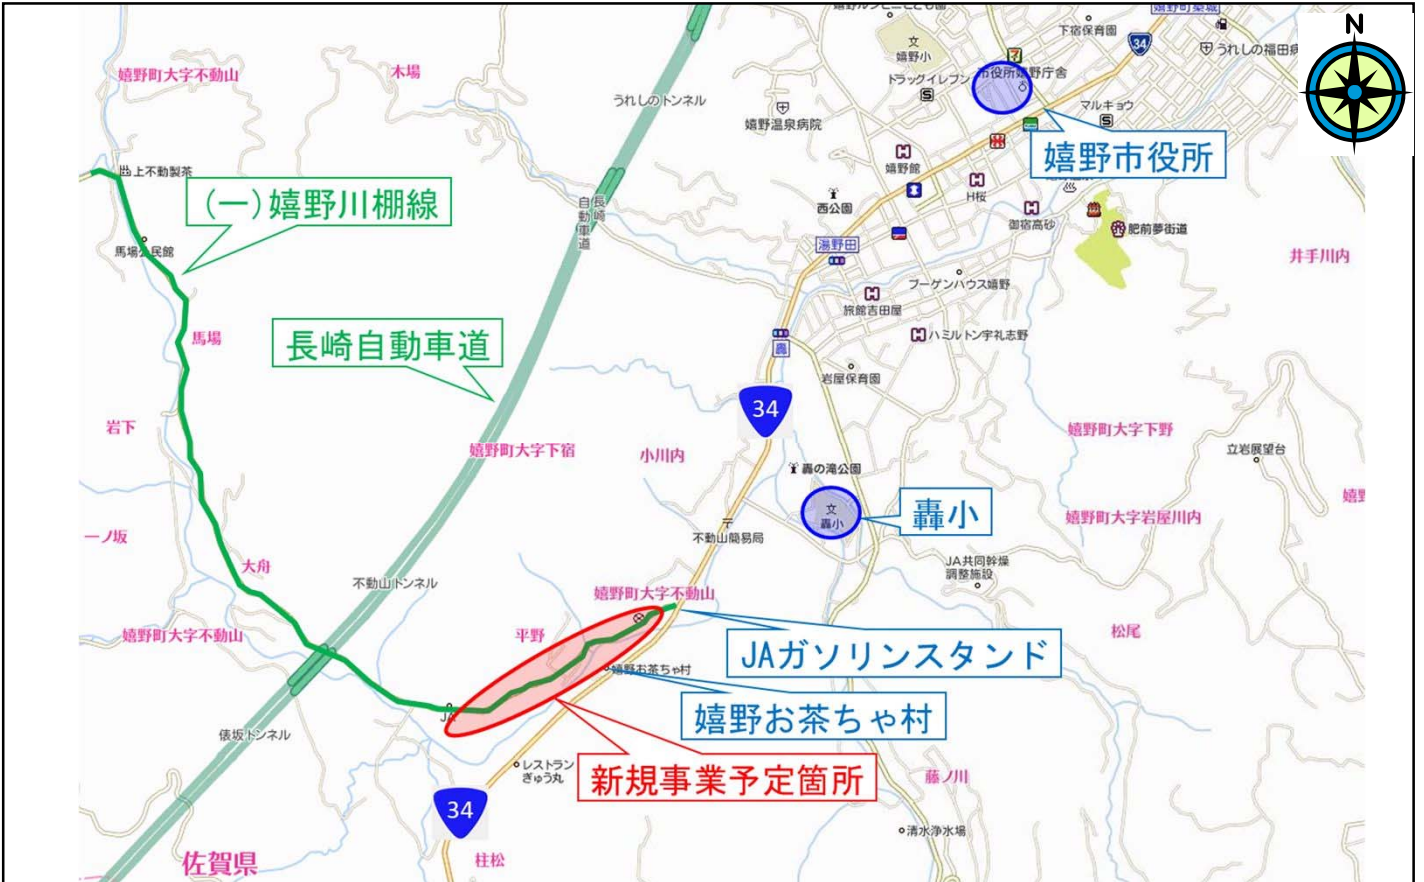 N
嬉野町築城
34
下宿保育園
うれしの福田病
嬉野町大字不動山
木場
文
嬉野小
うれしのトンネル
トラッグイレブン
市役所嬉野庁舎
S
マルキョウ
S
嬉野温泉病院
嬉野市役所
上不動製茶
嬉野館
H桜
西公園
御宿高砂
肥前夢街道
(一)嬉野川棚線
長崎
自動車道
馬場公民館
湯野田
井手川内
ブーゲンハウス嬉野
旅館吉田屋
馬場
長崎自動車道
轟
ハミルトン宇礼志野
岩屋保育園
34
岩下
嬉野町大字下宿
小川内
嬉野町大字下野
立岩展望台
轟の滝公園
嬉野
文
轟小
轟小
嬉野町大字岩屋川内
一ノ坂
不動山簡易局
大舟
不動山トンネル
JA共同幹燥
調整施設
嬉野町大字不動山
嬉野町大字不動山
平野
松尾
JAガソリンスタンド
嬉野お茶ちゃ村
JA
嬉野お茶ちゃ村
俵坂トンネル
レストラン
ぎゅう丸
新規事業予定箇所
藤ノ川
34
清水浄水場
佐賀県
柱松